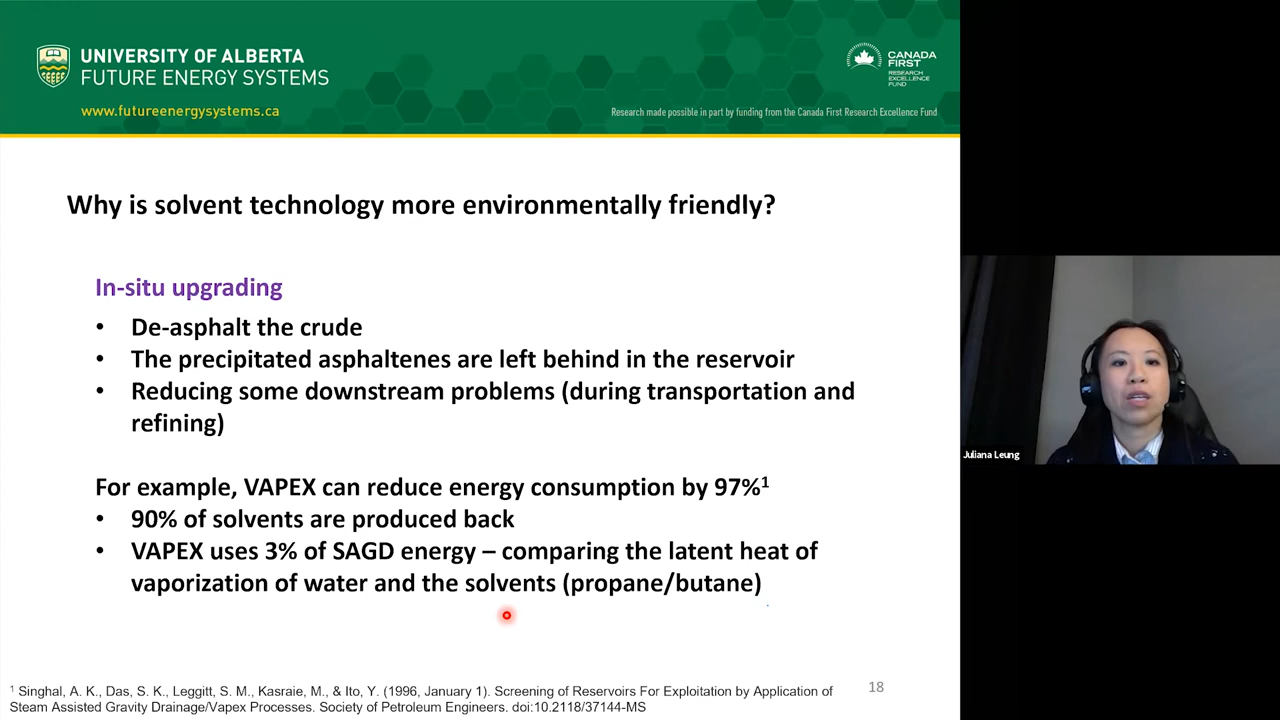 UNIVERSITY OF ALBERTA
FUTURE ENERGY SYSTEMS
www.futureenergysystems.ca
CANADA
FIRST
RESEARCH
EXCELLENCE
FUND
Research made possible in part by funding from the Canada First Research Excellence Fund
Why is solvent technology more environmentally friendly?
In-situ upgrading
• De-asphalt the crude
• The precipitated asphaltenes are left behind in the reservoir
• Reducing some downstream problems (during transportation and
refining)
For example, VAPEX can reduce energy consumption by 97%¹
• 90% of solvents are produced back
• VAPEX uses 3% of SAGD energy – comparing the latent heat of
vaporization of water and the solvents (propane/butane)
¹ Singhal, A. K., Das, S. K., Leggitt, S. M., Kasraie, M., & Ito, Y. (1996, January 1). Screening of Reservoirs For Exploitation by Application of
Steam Assisted Gravity Drainage/Vapex Processes. Society of Petroleum Engineers. doi:10.2118/37144-MS
18
Juliana Leung